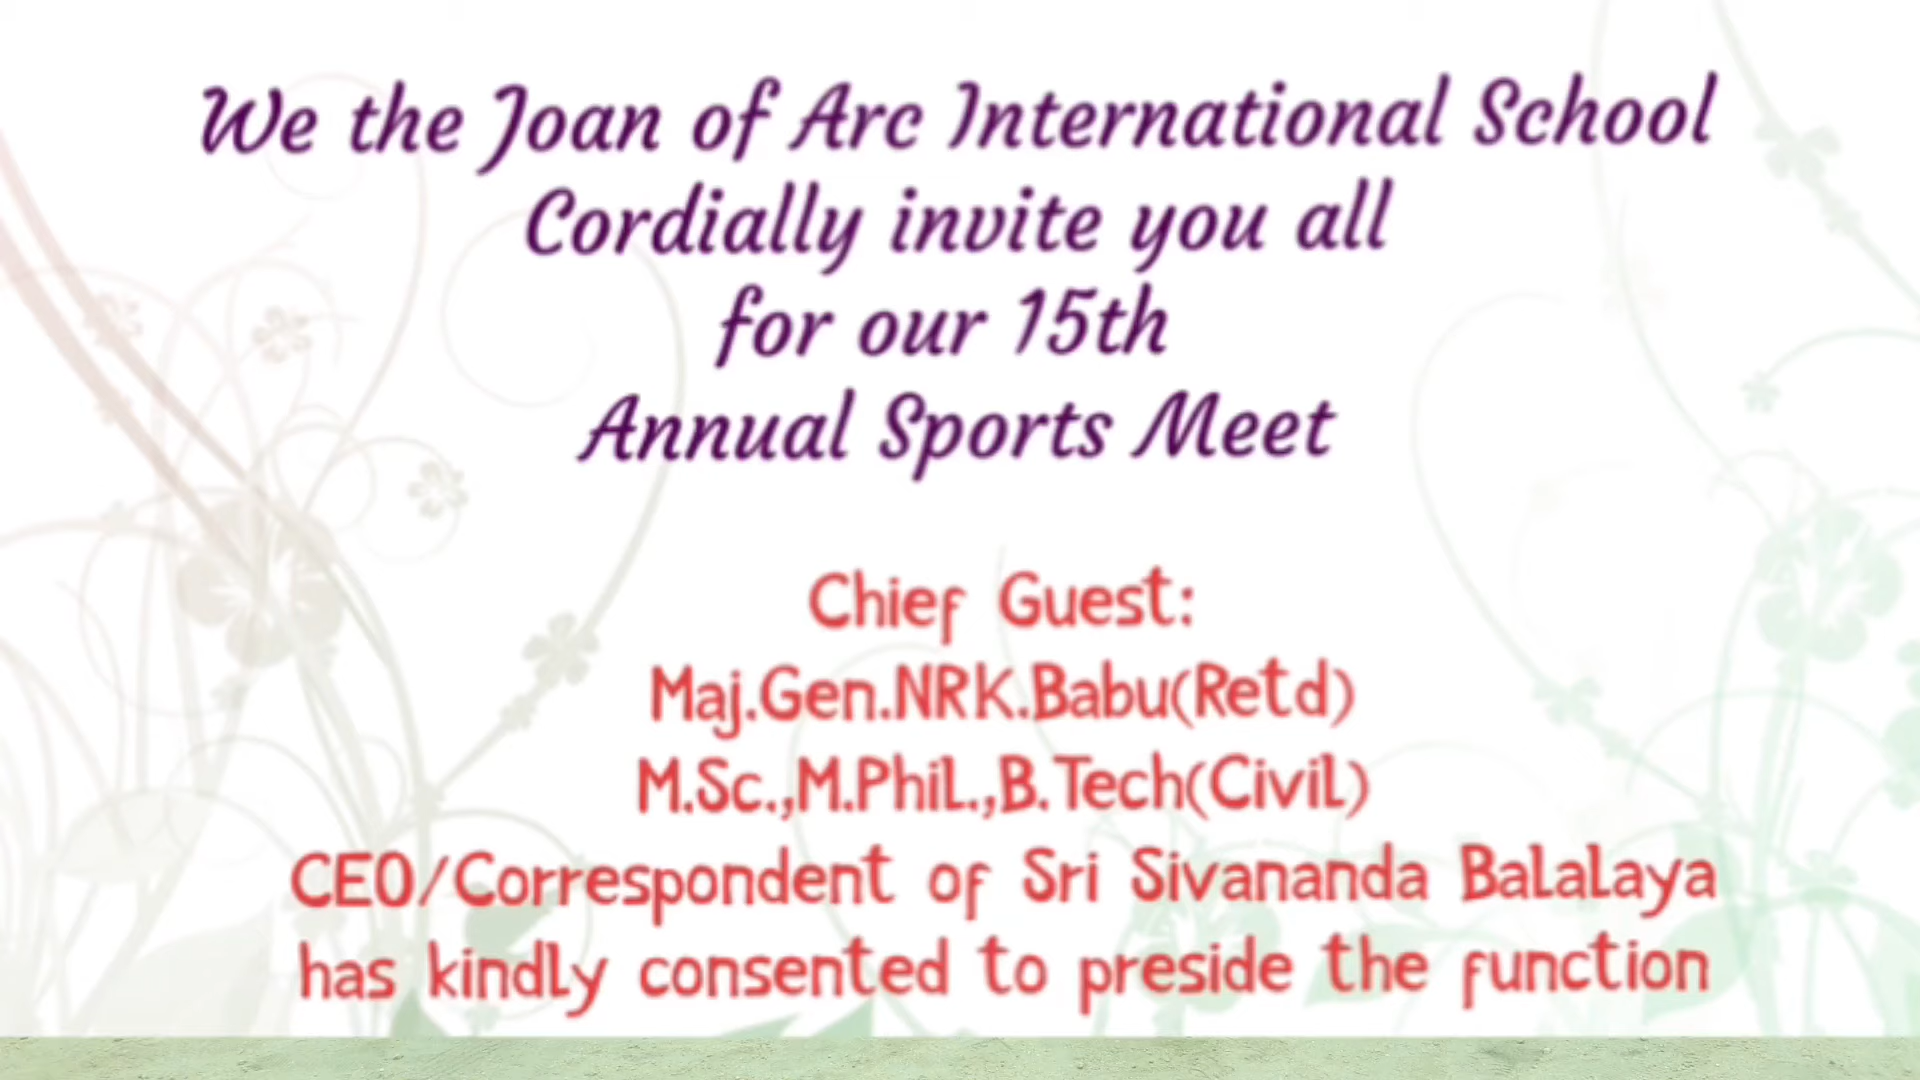 We the Joan of Arc International School
Cordially invite you all
for our 15th
Annual Sports Meet
Chief Guest:
Maj.Gen.NRK.Babu(Retd)
M.Sc.,M.Phil.,B.Tech(Civil)
CEO/Correspondent of Sri Sivananda Balalaya
has kindly consented to preside the function